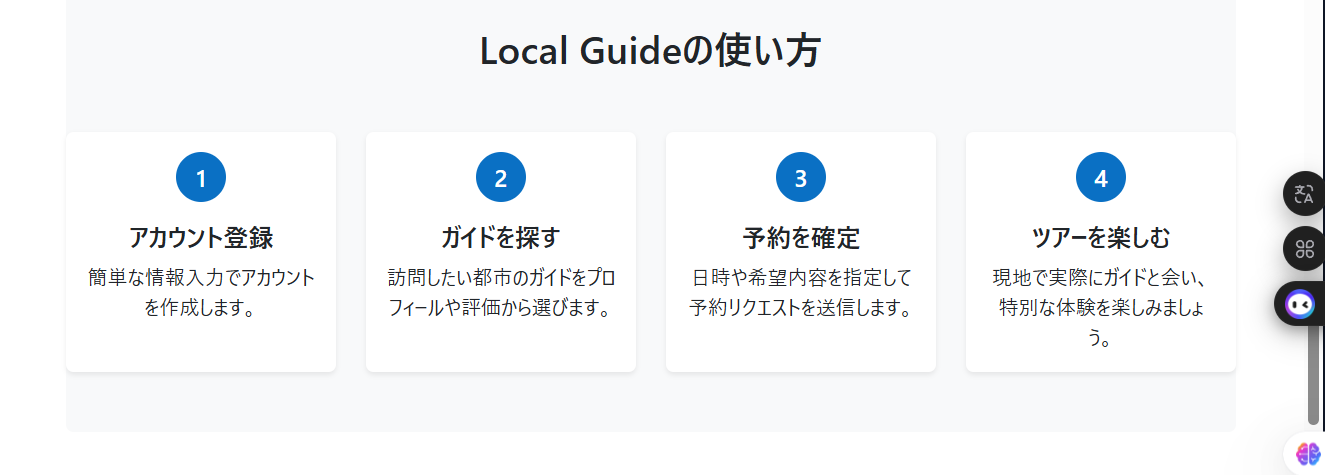 Local Guideの使い方
1
アカウント登録
簡単な情報入力でアカウント
を作成します。
2
ガイドを探す
訪問したい都市のガイドをプロ
フィールや評価から選びます。
3
予約を確定
日時や希望内容を指定して
予約リクエストを送信します。
4
ツアーを楽しむ
現地で実際にガイドと会い、
特別な体験を楽しみましょ
う。